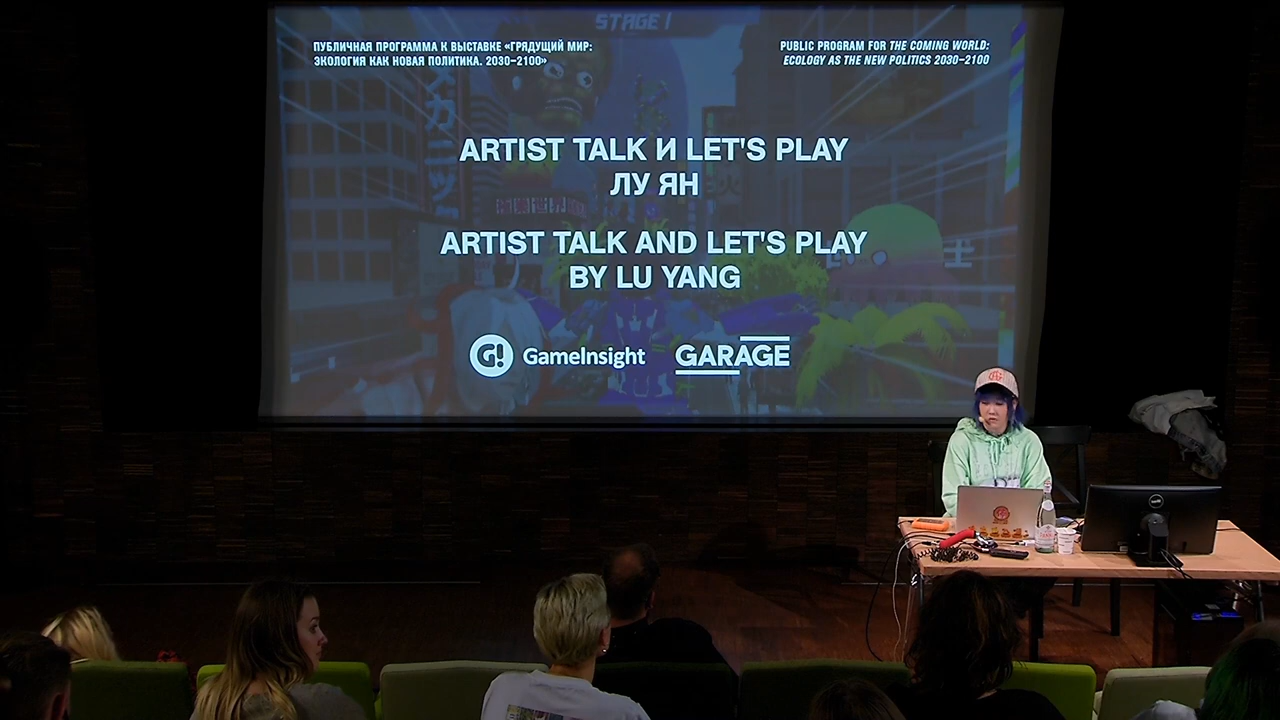 STAGE 1
ПУБЛИЧНАЯ ПРОГРАММА К ВЫСТАВКЕ «ГРЯДУЩИЙ МИР:
ЭКОЛОГИЯ КАК НОВАЯ ПОЛИТИКА. 2030–2100»
PUBLIC PROGRAM FOR THE COMING WORLD:
ECOLOGY AS THE NEW POLITICS 2030–2100
ARTIST TALK И LET'S PLAY
ЛУ ЯН
ARTIST TALK AND LET'S PLAY
BY LU YANG
G! GameInsight
GARAGE